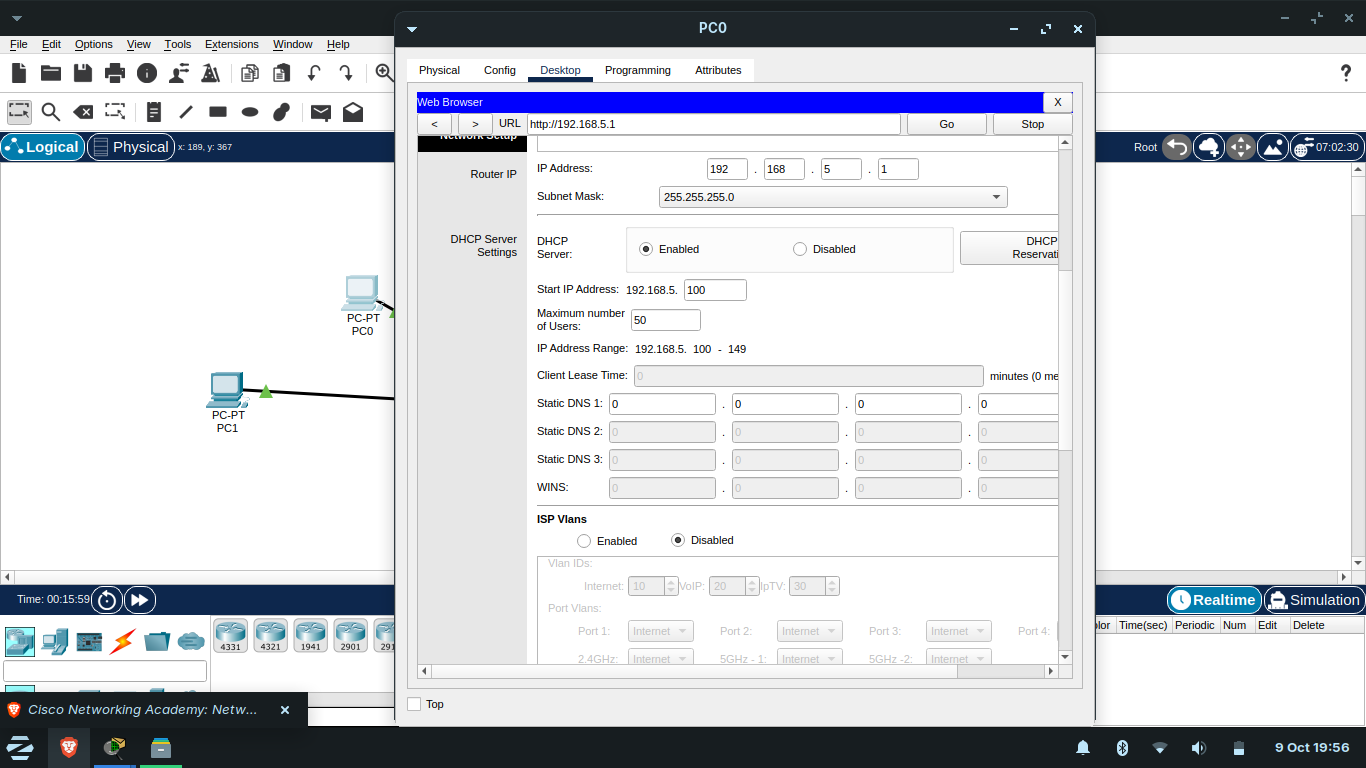 PC0
File Edit Options View Tools Extensions Window Help
Physical Config Desktop Programming Attributes
Web Browser X
< > URL http://192.168.5.1 Go Stop
Logical Physical x: 189, y: 367
Root 07:02:30
Network Setup
Router IP
IP Address: 192 . 168 . 5 . 1
Subnet Mask: 255.255.255.0
DHCP Server
Settings
DHCP
Server: Enabled Disabled
DHCP
Reservati
Start IP Address: 192.168.5. 100
Maximum number
of Users: 50
IP Address Range: 192.168.5. 100 - 149
Client Lease Time: 0 minutes (0 me
Static DNS 1: 0 . 0 . 0 . 0
Static DNS 2: 0 . 0 . 0 . 0
Static DNS 3: 0 . 0 . 0 . 0
WINS: 0 . 0 . 0 . 0
ISP Vlans
Enabled Disabled
Vlan IDs:
Internet: 10 VoIP: 20 IpTV: 30
Port Vlans:
Port 1: Internet Port 2: Internet Port 3: Internet Port 4:
2.4GHz: Internet 5GHz - 1: Internet 5GHz -2: Internet
Top
PC-PT
PC0
PC-PT
PC1
Time: 00:15:59
Realtime Simulation
4331 4321 1941 2901 291
olor Time(sec) Periodic Num Edit Delete
Cisco Networking Academy: Netw...
9 Oct 19:56